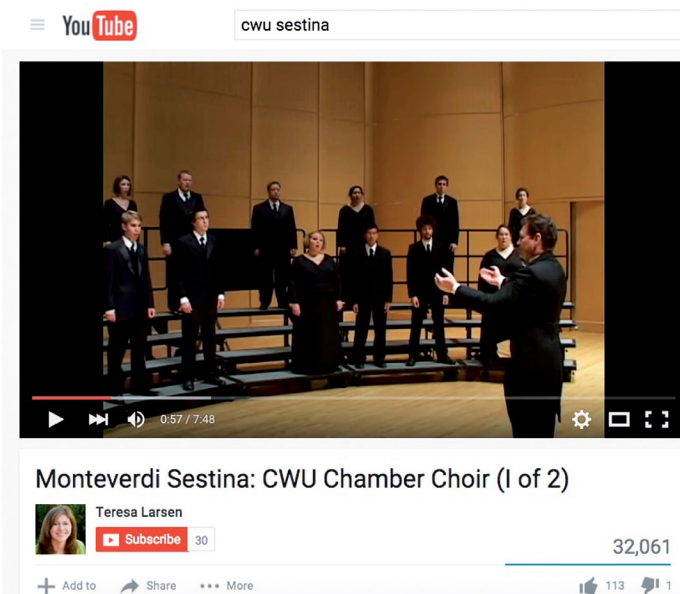 YouTube
cwu sestina
0:57 / 7:48
Monteverdi Sestina: CWU Chamber Choir (I of 2)
Teresa Larsen
Subscribe 30
32,061
Add to Share More 113 1